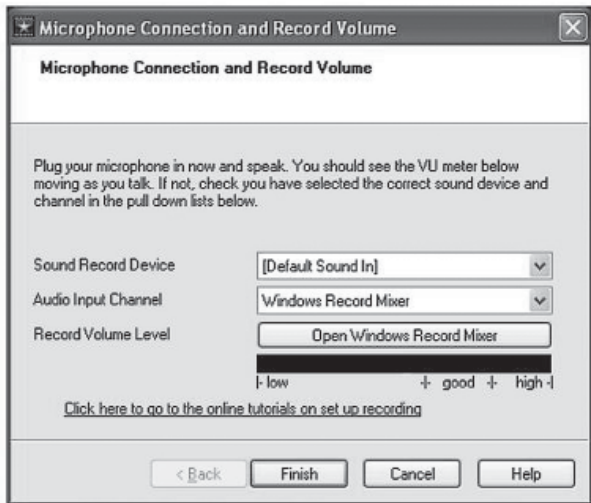 Microphone Connection and Record Volume
Microphone Connection and Record Volume
Plug your microphone in now and speak. You should see the VU meter below
moving as you talk. If not, check you have selected the correct sound device and
channel in the pull down lists below.
Sound Record Device [Default Sound In]
Audio Input Channel Windows Record Mixer
Record Volume Level Open Windows Record Mixer
|- low -|- good -|- high -|
Click here to go to the online tutorials on set up recording
< Back Finish Cancel Help